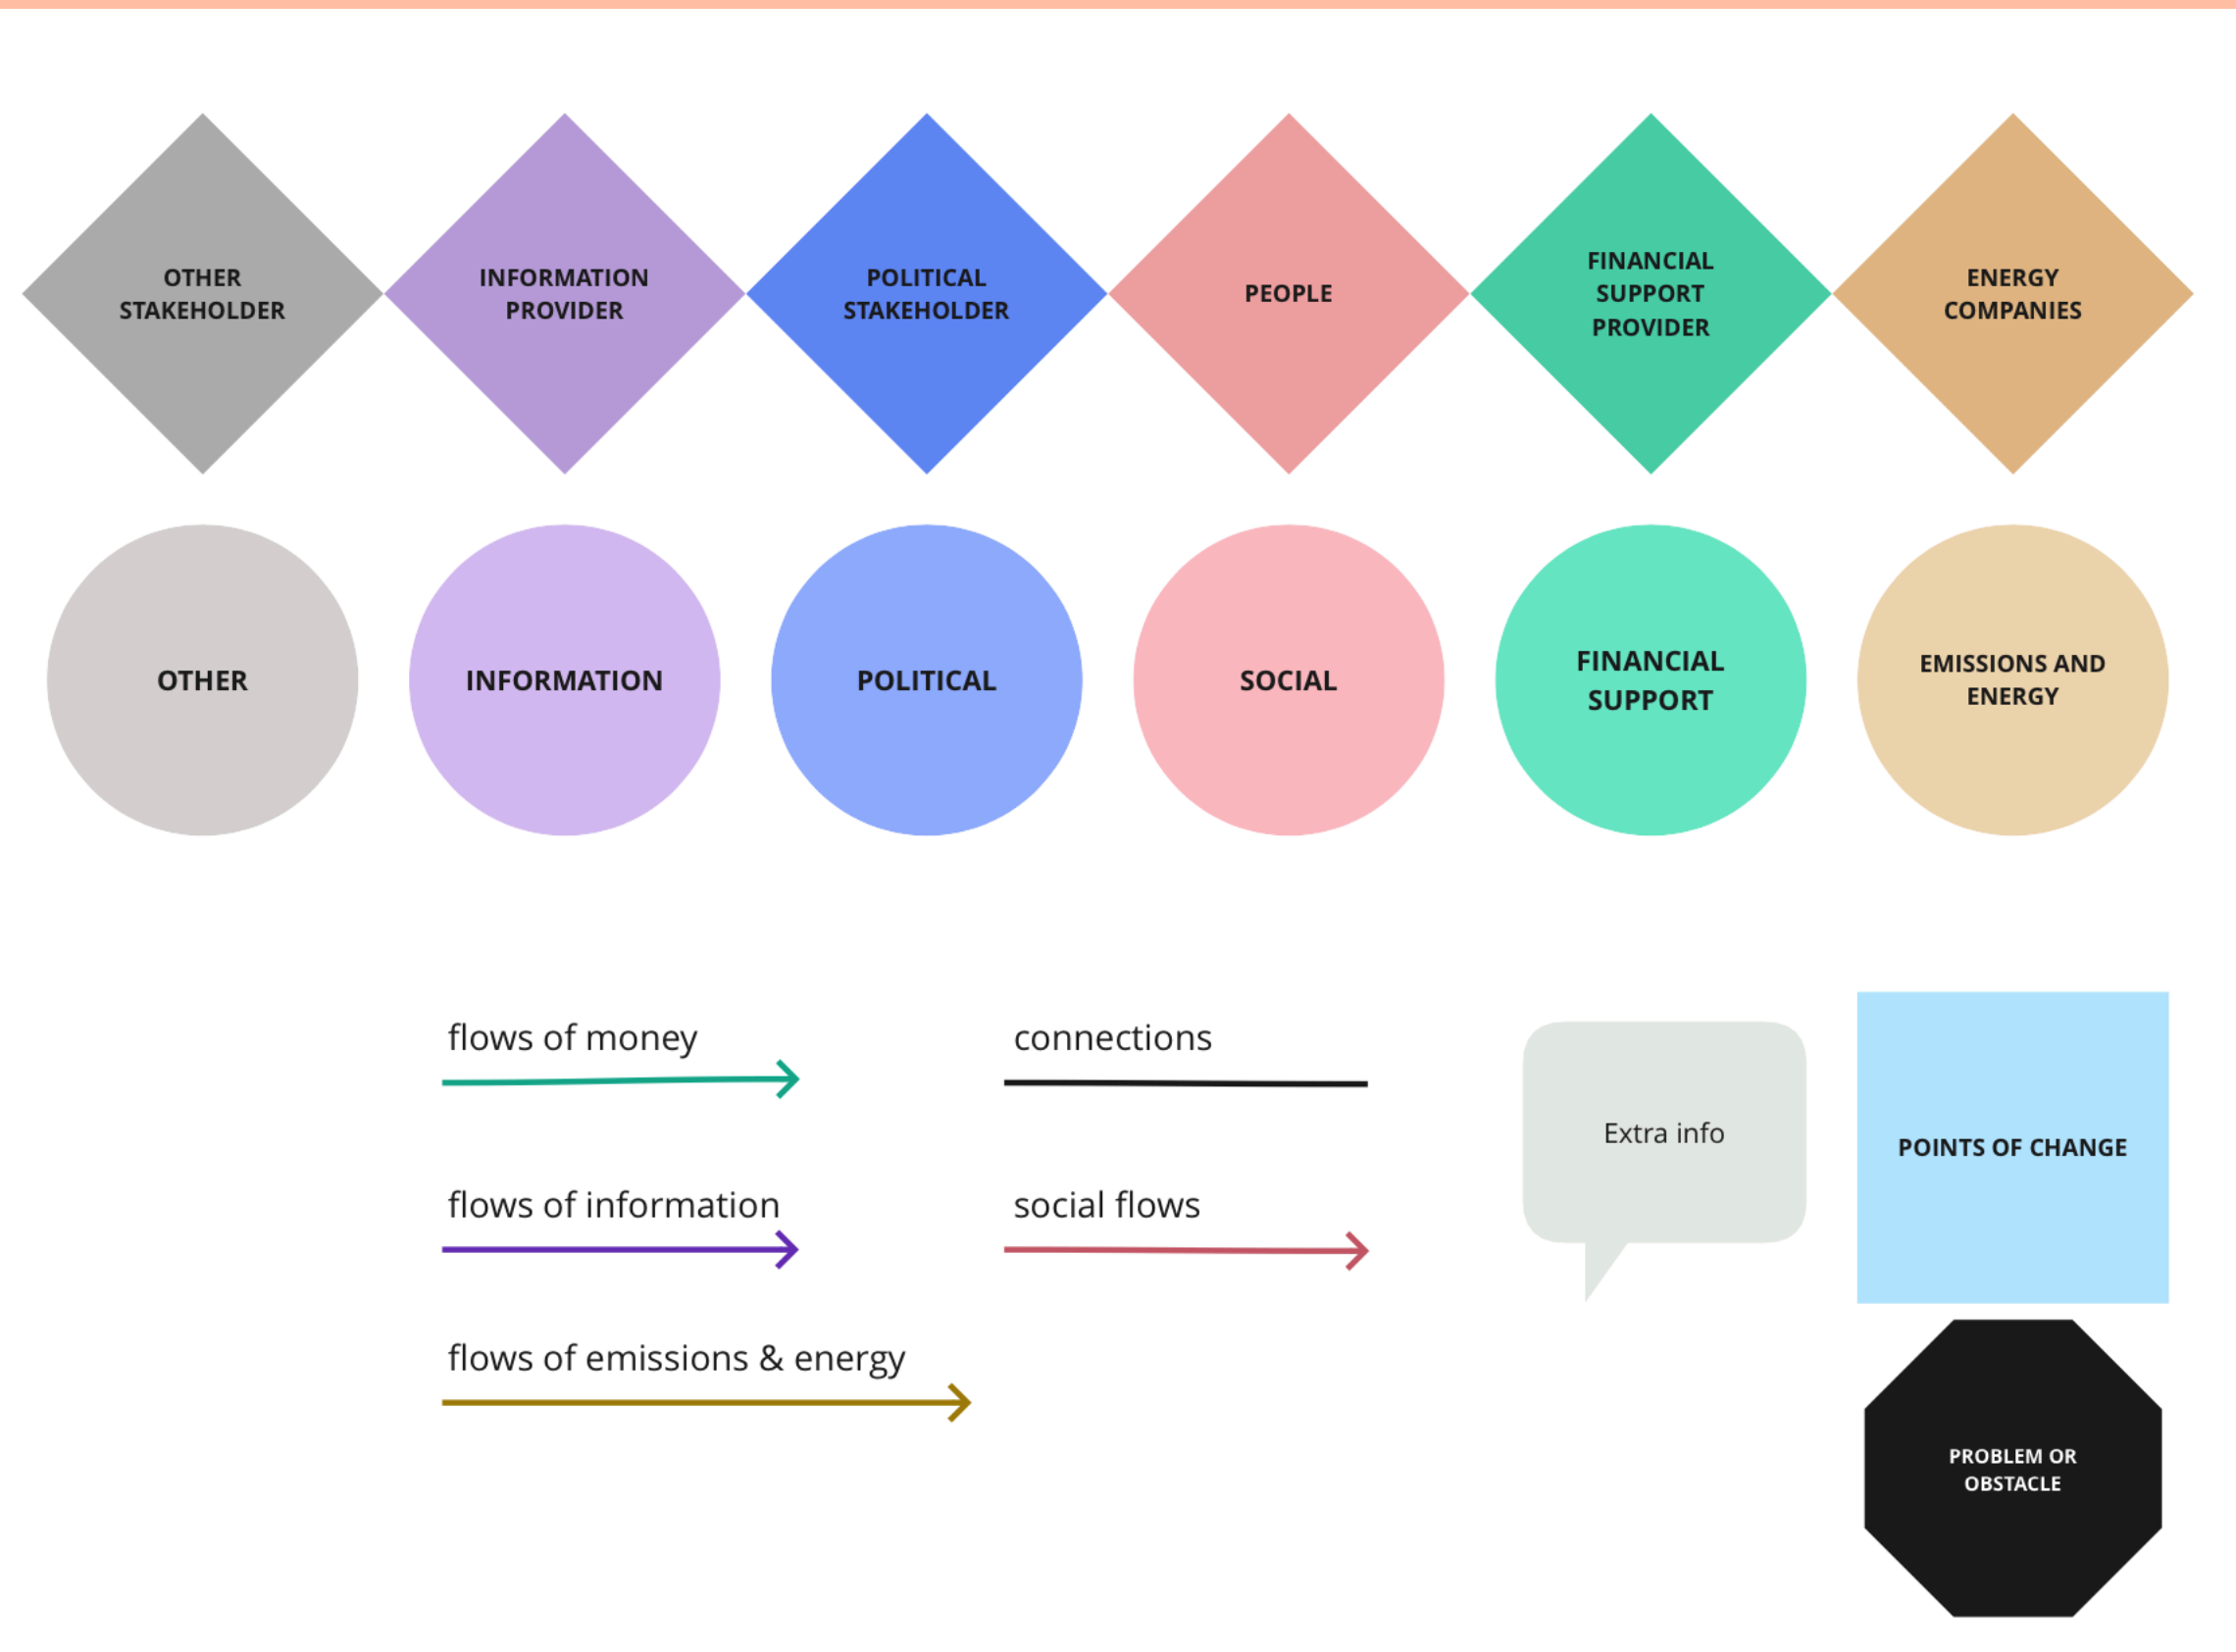 OTHER
STAKEHOLDER
INFORMATION
PROVIDER
POLITICAL
STAKEHOLDER
PEOPLE
FINANCIAL
SUPPORT
PROVIDER
ENERGY
COMPANIES
OTHER
INFORMATION
POLITICAL
SOCIAL
FINANCIAL
SUPPORT
EMISSIONS AND
ENERGY
flows of money
connections
Extra info
POINTS OF CHANGE
flows of information
social flows
flows of emissions & energy
PROBLEM OR
OBSTACLE